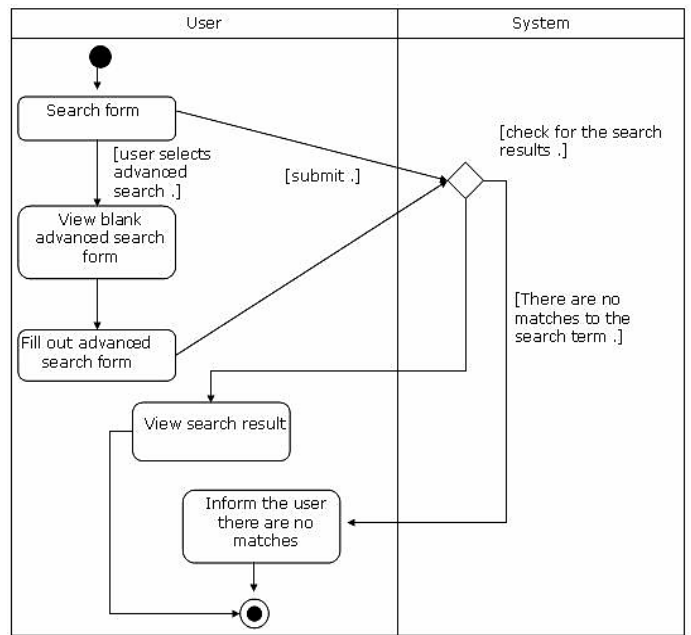 User
System
Search form
[user selects
advanced
search .]
[submit .]
[check for the search
results .]
View blank
advanced search
form
[There are no
matches to the
search term .]
Fill out advanced
search form
View search result
Inform the user
there are no
matches